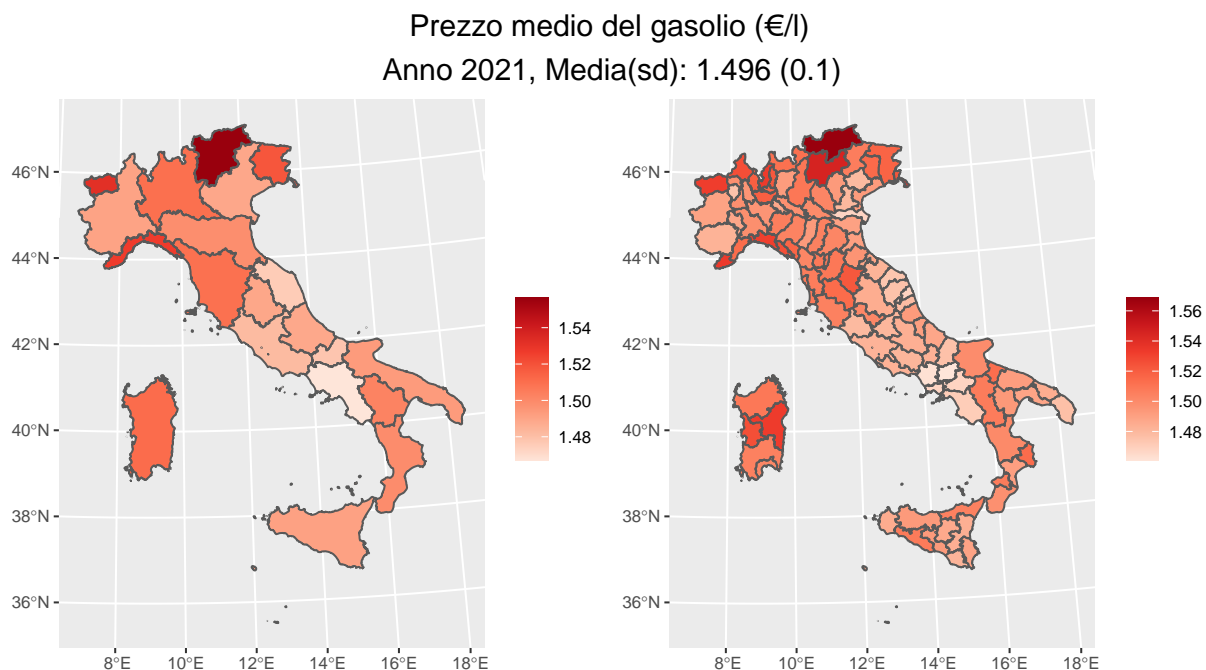 Prezzo medio del gasolio (€/l)
Anno 2021, Media(sd): 1.496 (0.1)
46°N
44°N
42°N
40°N
38°N
36°N
8°E 10°E 12°E 14°E 16°E 18°E
1.54
1.52
1.50
1.48
46°N
44°N
42°N
40°N
38°N
36°N
8°E 10°E 12°E 14°E 16°E 18°E
1.56
1.54
1.52
1.50
1.48